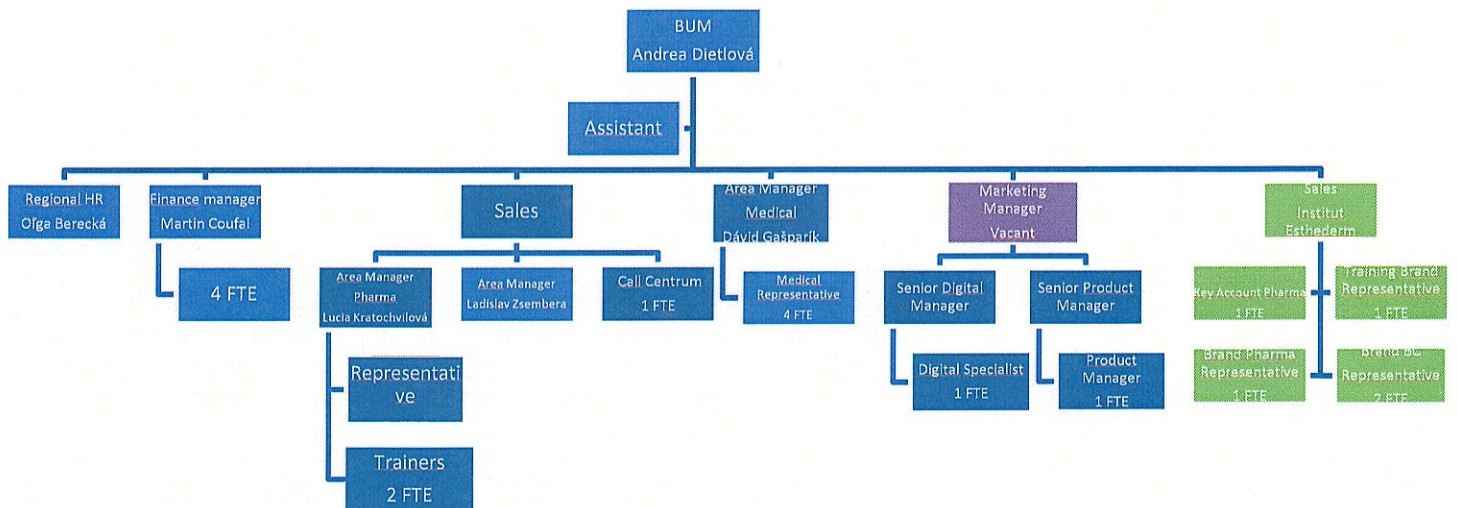 BUM
Andrea Dietlová
Assistant
Regional HR
Oľga Berecká
Finance manager
Martin Coufal
4 FTE
Sales
Area Manager
Pharma
Lucia Kratochvílová
Representati
ve
Trainers
2 FTE
Area Manager
Ladislav Zsembera
Call Centrum
1 FTE
Area Manager
Medical
Dávid Gašparík
Medical
Representative
4 FTE
Marketing
Manager
Vacant
Senior Digital
Manager
Digital Specialist
1 FTE
Senior Product
Manager
Product
Manager
1 FTE
Sales
Institut
Esthederm
Key Account Pharma
1 FTE
Training Brand
Representative
1 FTE
Brand Pharma
Representative
1 FTE
Brand BC
Representative
2 FTE